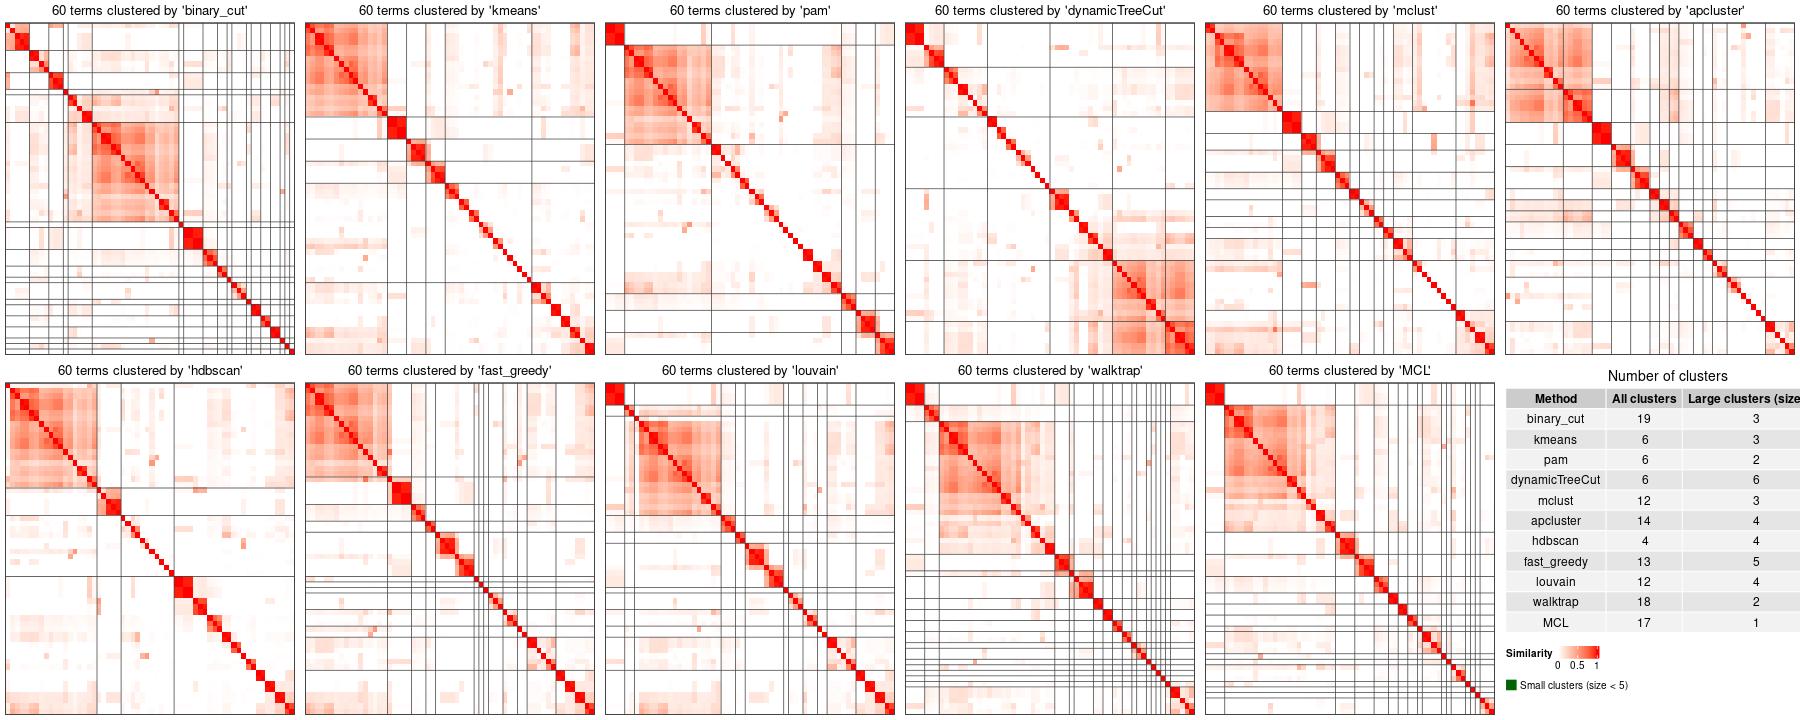 60 terms clustered by 'binary_cut'
60 terms clustered by 'kmeans'
60 terms clustered by 'pam'
60 terms clustered by 'dynamicTreeCut'
60 terms clustered by 'mclust'
60 terms clustered by 'apcluster'
60 terms clustered by 'hdbscan'
60 terms clustered by 'fast_greedy'
60 terms clustered by 'louvain'
60 terms clustered by 'walktrap'
60 terms clustered by 'MCL'
Number of clusters
Method All clusters Large clusters (size
binary_cut 19 3
kmeans 6 3
pam 6 2
dynamicTreeCut 6 6
mclust 12 3
apcluster 14 4
hdbscan 4 4
fast_greedy 13 5
louvain 12 4
walktrap 18 2
MCL 17 1
Similarity
0 0.5 1
Small clusters (size < 5)